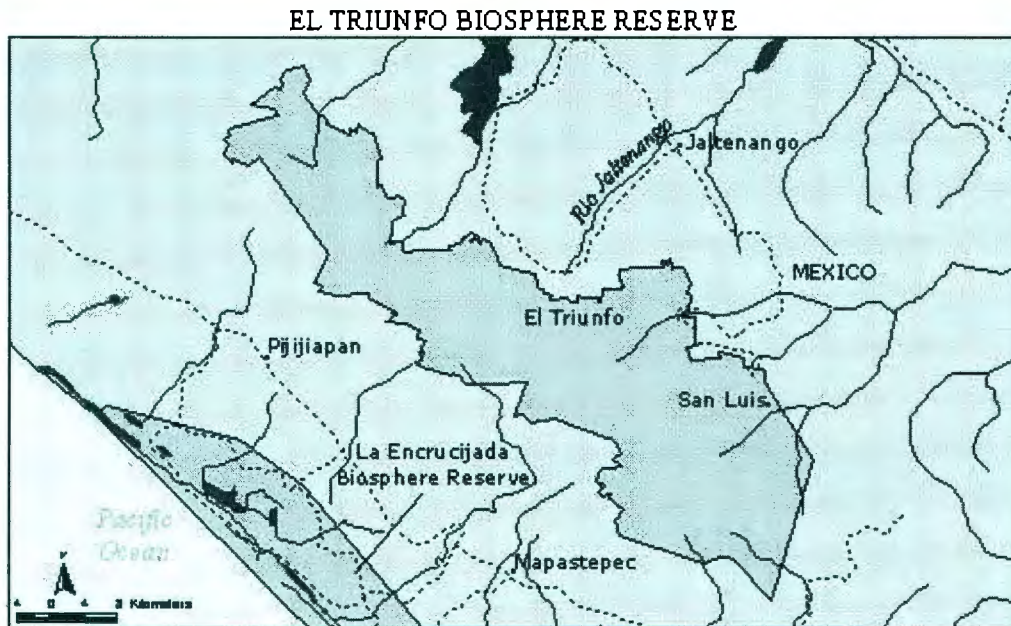 EL TRIUNFO BIOSPHERE RESERVE
Rio Jaltenango
Jaltenango
MEXICO
El Triunfo
Pijijiapan
San Luis
La Encrucijada
Biosphere Reserve
Pacific
Ocean
Mapastepec
Kilometers